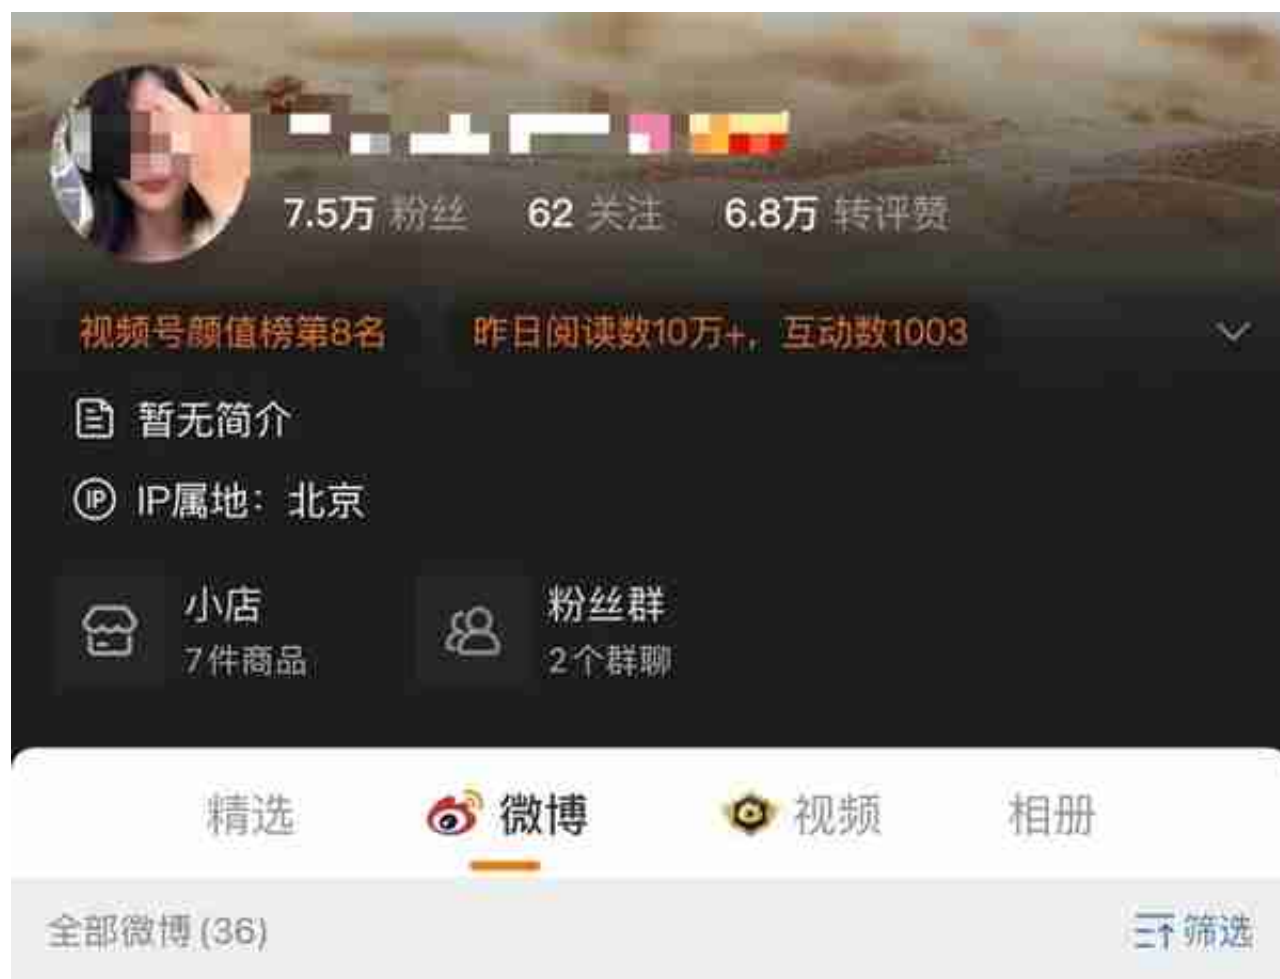 7.5万 粉丝 62 关注 6.8万 转评赞
视频号颜值榜第8名 昨日阅读数10万+，互动数1003
暂无简介
IP IP属地：北京
小店 粉丝群
7件商品 2个群聊
精选 微博 视频 相册
全部微博(36) 筛选